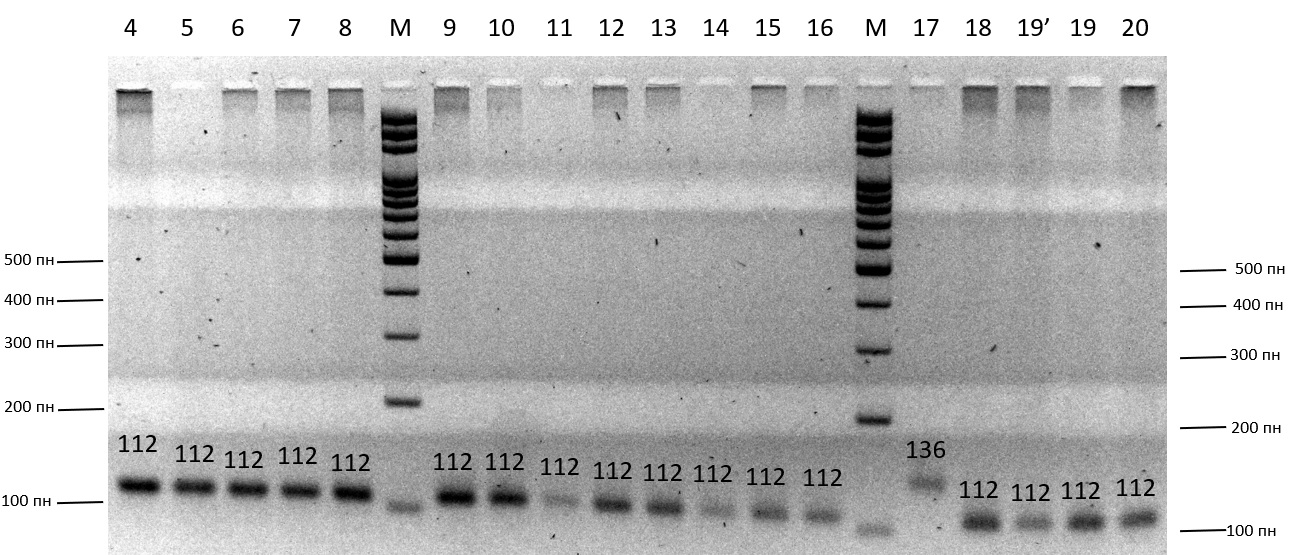 4 5 6 7 8 M 9 10 11 12 13 14 15 16 M 17 18 19’ 19 20
500 пн 500 пн
400 пн 400 пн
300 пн 300 пн
200 пн 200 пн
112 112 112 112 112 112 112 112 112 112 112 112 112 136 112 112 112 112
100 пн 100 пн